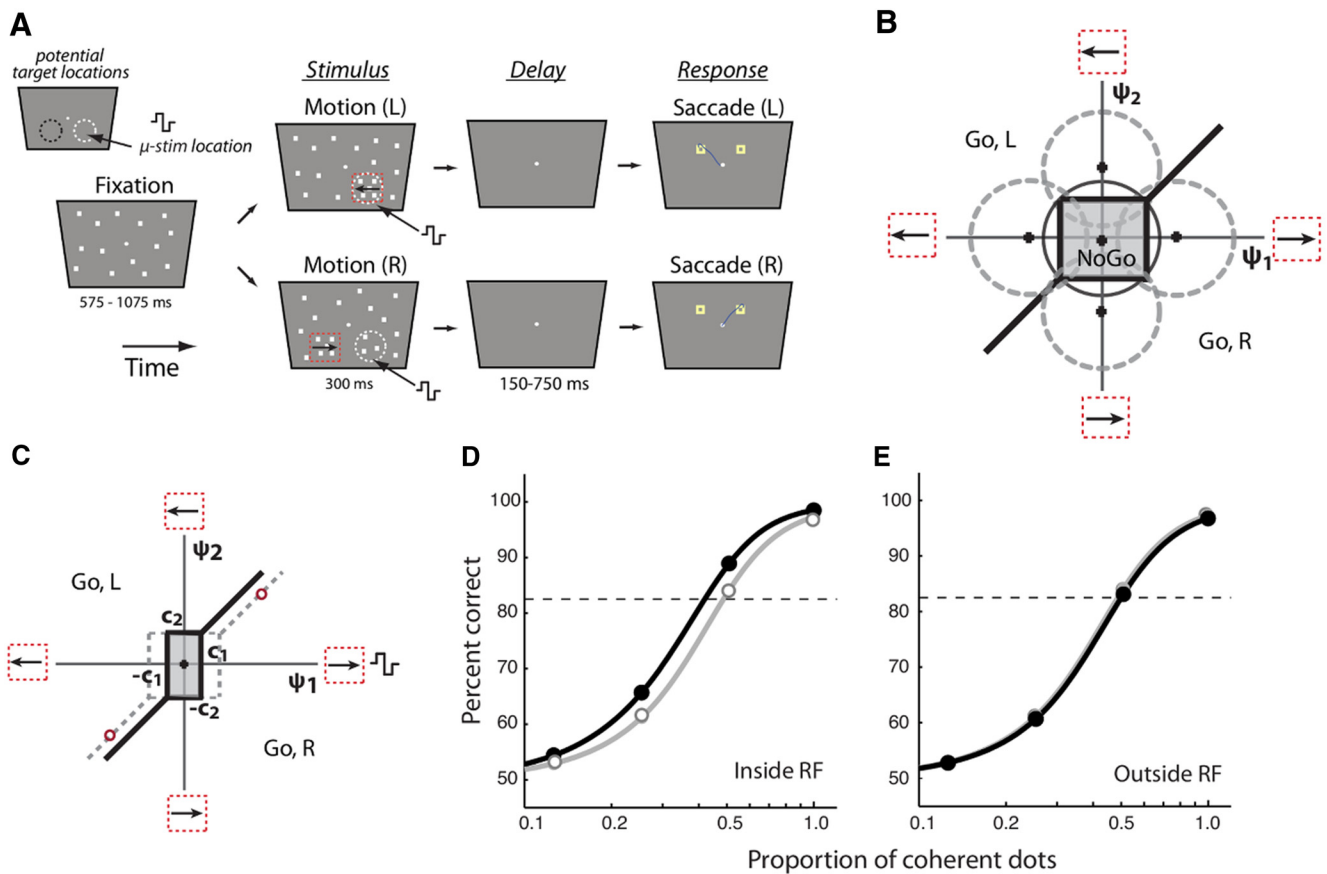 A
potential
target locations
μ-stim location
Fixation
575 - 1075 ms
Time
Stimulus
Delay
Response
Motion (L)
Saccade (L)
Motion (R)
Saccade (R)
300 ms
150-750 ms
B
ψ2
Go, L
NoGo
ψ1
Go, R
C
ψ2
Go, L
c2
c1
-c1
ψ1
-c2
Go, R
D
Percent correct
100
90
80
70
60
50
Inside RF
0.1
0.2
0.5
1.0
E
100
90
80
70
60
50
Outside RF
0.1
0.2
0.5
1.0
Proportion of coherent dots